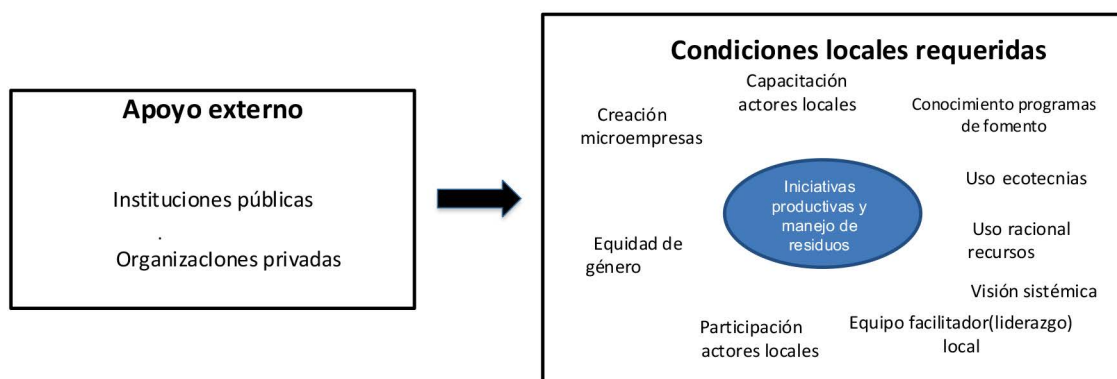 Apoyo externo
Instituciones públicas
.
Organizaciones privadas
Condiciones locales requeridas
Capacitación
actores locales
Creación
microempresas
Conocimiento programas
de fomento
Iniciativas
productivas y
manejo de
residuos
Uso ecotecnias
Uso racional
recursos
Equidad de
género
Visión sistémica
Participación
actores locales
Equipo facilitador(liderazgo)
local